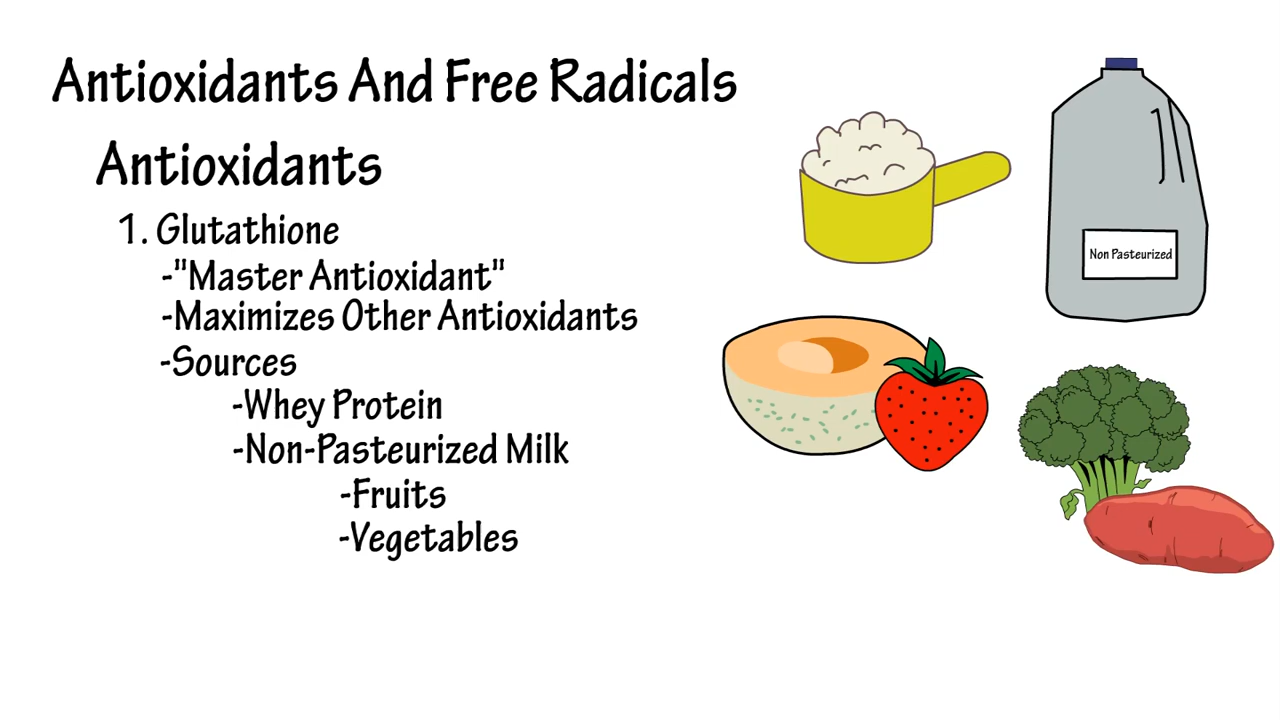 Antioxidants And Free Radicals
Antioxidants
1. Glutathione
-"Master Antioxidant"
-Maximizes Other Antioxidants
-Sources
-Whey Protein
-Non-Pasteurized Milk
-Fruits
-Vegetables
Non Pasteurized